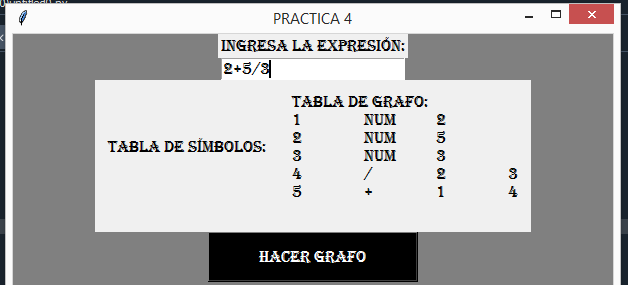 PRACTICA 4
INGRESA LA EXPRESIÓN:
2+5/3
TABLA DE SÍMBOLOS:
TABLA DE GRAFO:
1 NUM 2
2 NUM 5
3 NUM 3
4 / 2 3
5 + 1 4
HACER GRAFO